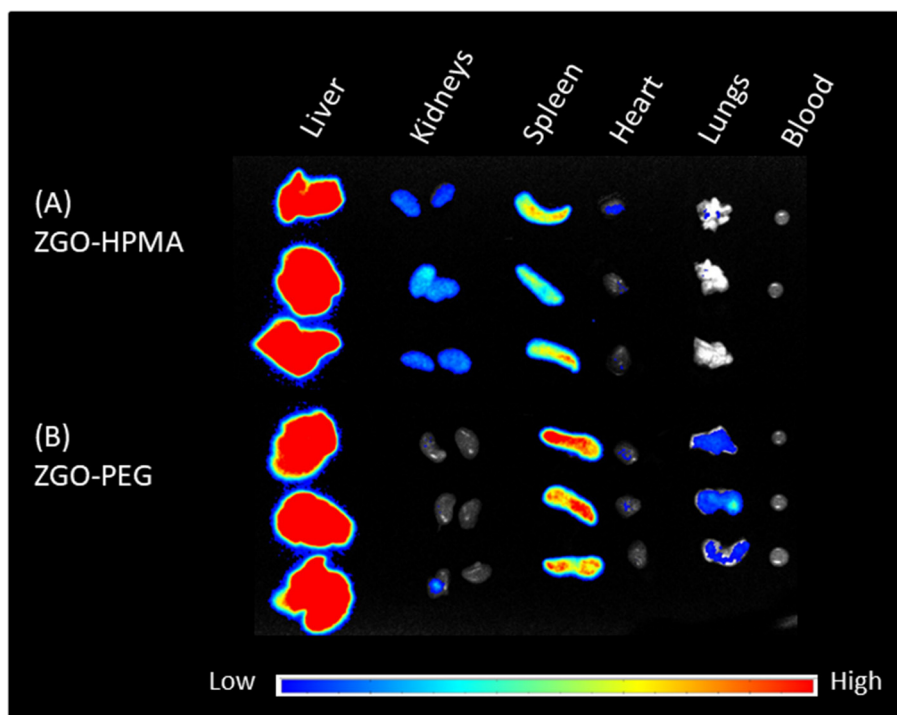 Liver
Kidneys
Spleen
Heart
Lungs
Blood
(A)
ZGO-HPMA
(B)
ZGO-PEG
Low
High